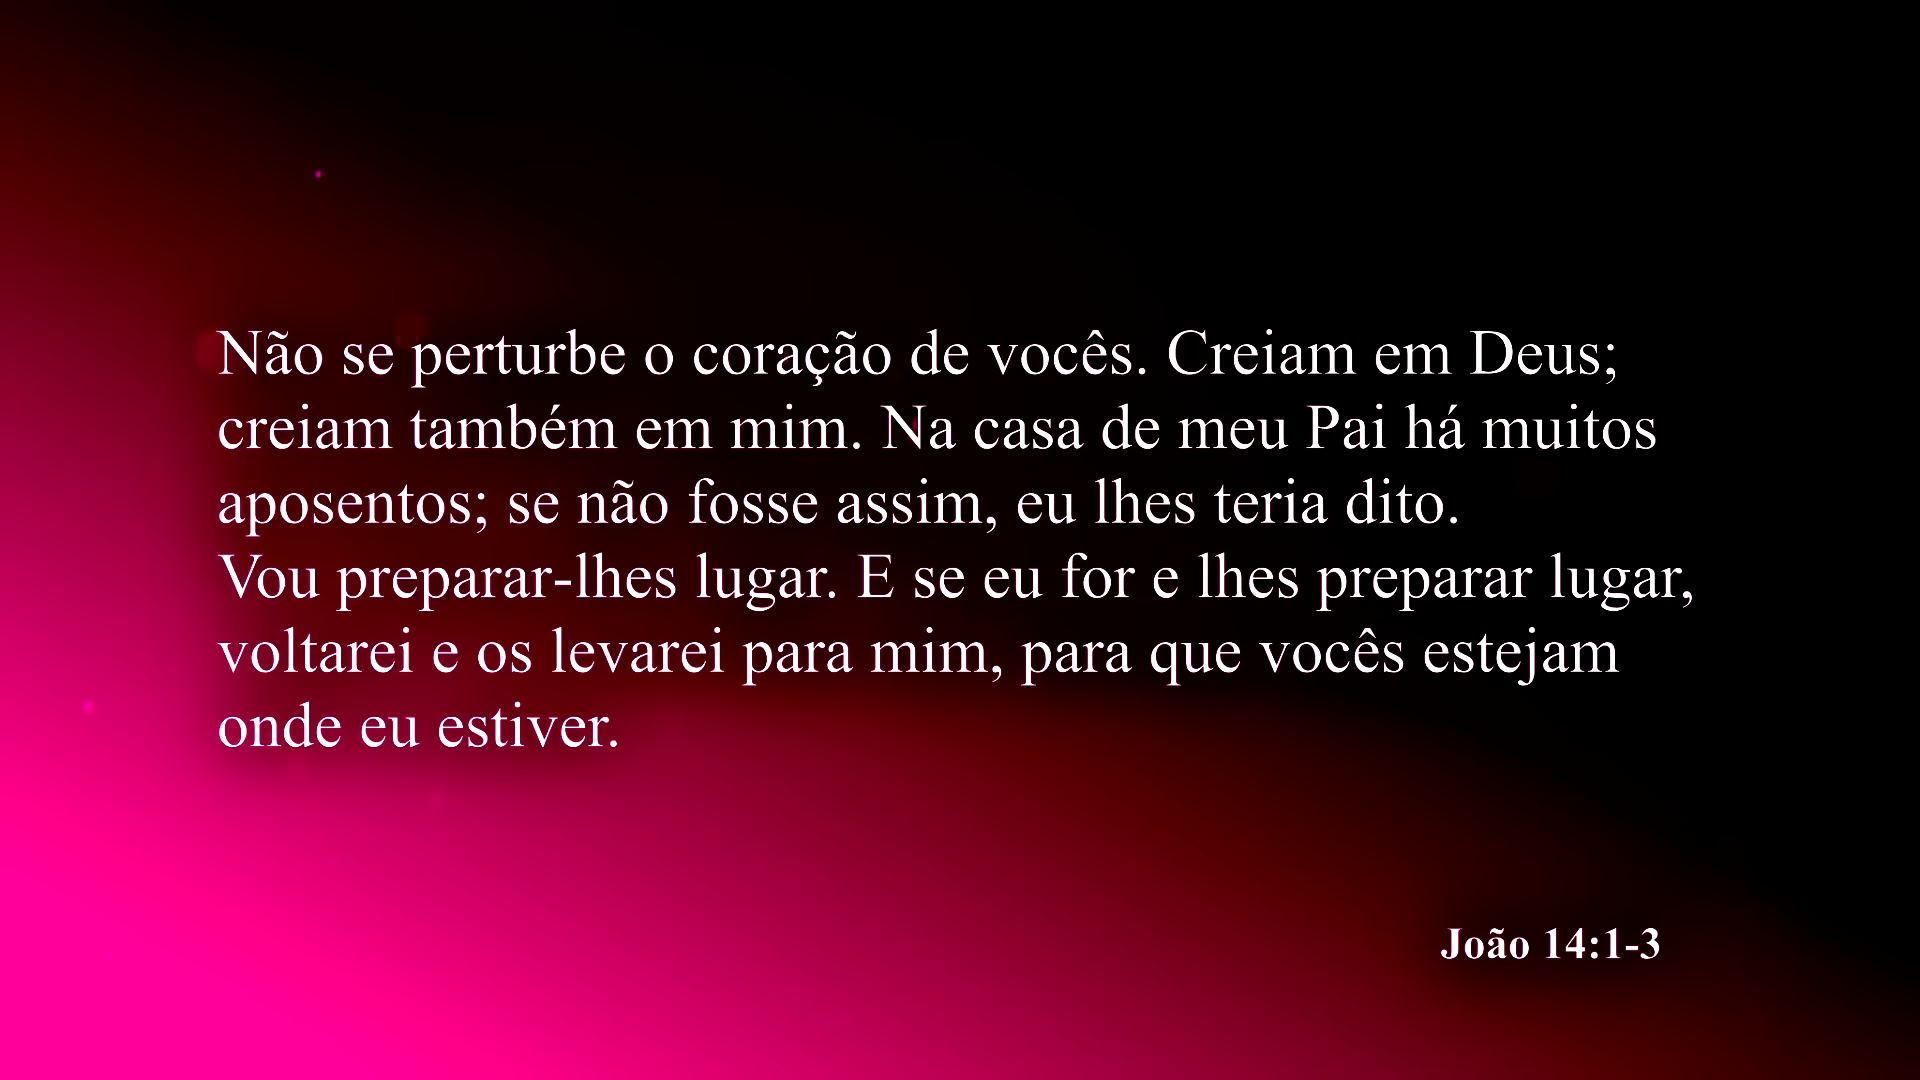 Não se perturbe o coração de vocês. Creiam em Deus;
creiam também em mim. Na casa de meu Pai há muitos
aposentos; se não fosse assim, eu lhes teria dito.
Vou preparar-lhes lugar. E se eu for e lhes preparar lugar,
voltarei e os levarei para mim, para que vocês estejam
onde eu estiver.
João 14:1-3